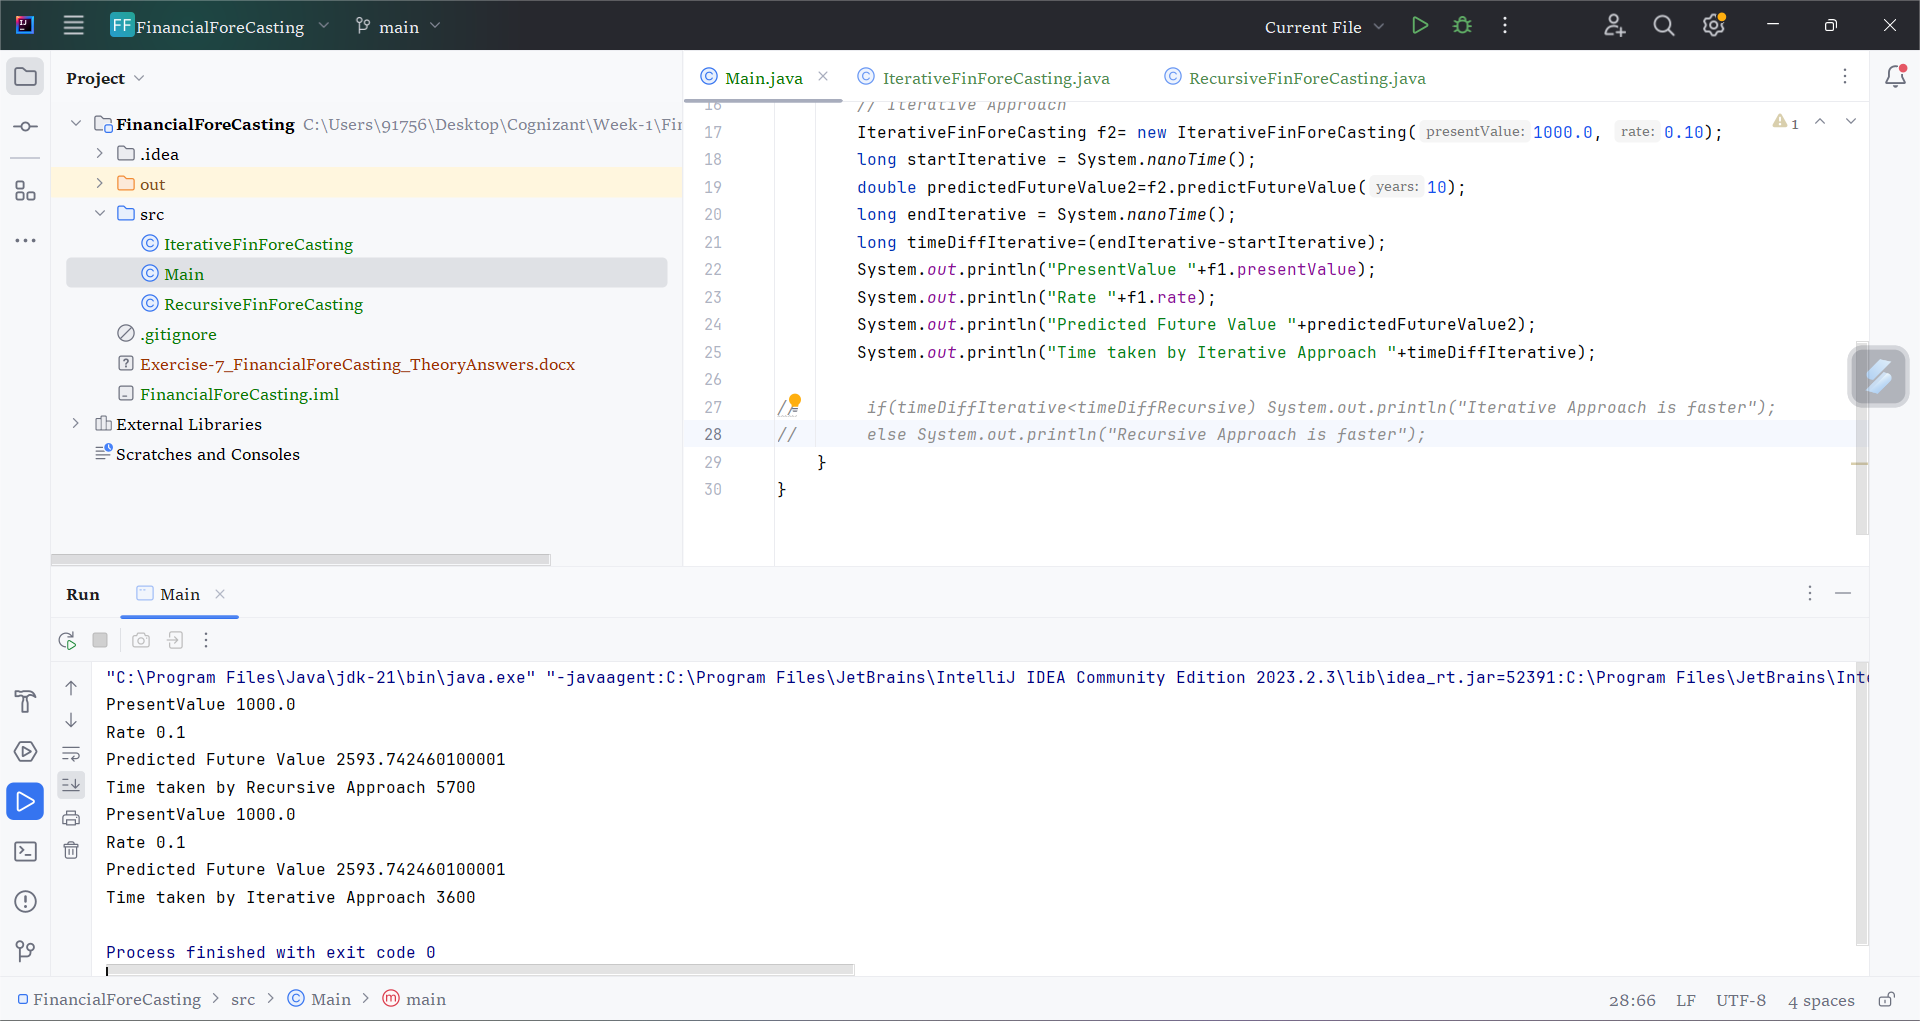 FF FinancialForeCasting main Current File
Project
FinancialForeCasting C:\Users\91756\Desktop\Cognizant\Week-1\Fi
.idea
out
src
IterativeFinForeCasting
Main
RecursiveFinForeCasting
.gitignore
Exercise-7_FinancialForeCasting_TheoryAnswers.docx
FinancialForeCasting.iml
External Libraries
Scratches and Consoles
Main.java IterativeFinForeCasting.java RecursiveFinForeCasting.java
16 // Iterative Approach
17 IterativeFinForeCasting f2= new IterativeFinForeCasting( presentValue: 1000.0, rate: 0.10);
1
18 long startIterative = System.nanoTime();
19 double predictedFutureValue2=f2.predictFutureValue( years: 10);
20 long endIterative = System.nanoTime();
21 long timeDiffIterative=(endIterative-startIterative);
22 System.out.println("PresentValue "+f1.presentValue);
23 System.out.println("Rate "+f1.rate);
24 System.out.println("Predicted Future Value "+predictedFutureValue2);
25 System.out.println("Time taken by Iterative Approach "+timeDiffIterative);
26
27 // if(timeDiffIterative<timeDiffRecursive) System.out.println("Iterative Approach is faster");
28 // else System.out.println("Recursive Approach is faster");
29 }
30 }
Run Main
"C:\Program Files\Java\jdk-21\bin\java.exe" "-javaagent:C:\Program Files\JetBrains\IntelliJ IDEA Community Edition 2023.2.3\lib\idea_rt.jar=52391:C:\Program Files\JetBrains\Int
PresentValue 1000.0
Rate 0.1
Predicted Future Value 2593.742460100001
Time taken by Recursive Approach 5700
PresentValue 1000.0
Rate 0.1
Predicted Future Value 2593.742460100001
Time taken by Iterative Approach 3600
Process finished with exit code 0
FinancialForeCasting > src > Main > main 28:66 LF UTF-8 4 spaces